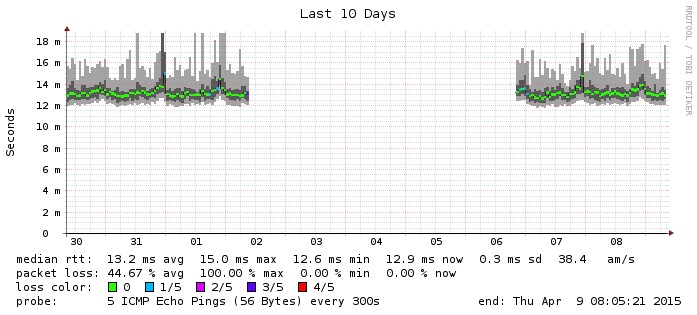 Last 10 Days
RRDTOOL / TOBI OETIKER
Seconds
18 m
16 m
14 m
12 m
10 m
8 m
6 m
4 m
2 m
0
30 31 01 02 03 04 05 06 07 08
median rtt: 13.2 ms avg 15.0 ms max 12.6 ms min 12.9 ms now 0.3 ms sd 38.4 am/s
packet loss: 44.67 % avg 100.00 % max 0.00 % min 0.00 % now
loss color: 0 1/5 2/5 3/5 4/5
probe: 5 ICMP Echo Pings (56 Bytes) every 300s end: Thu Apr 9 08:05:21 2015